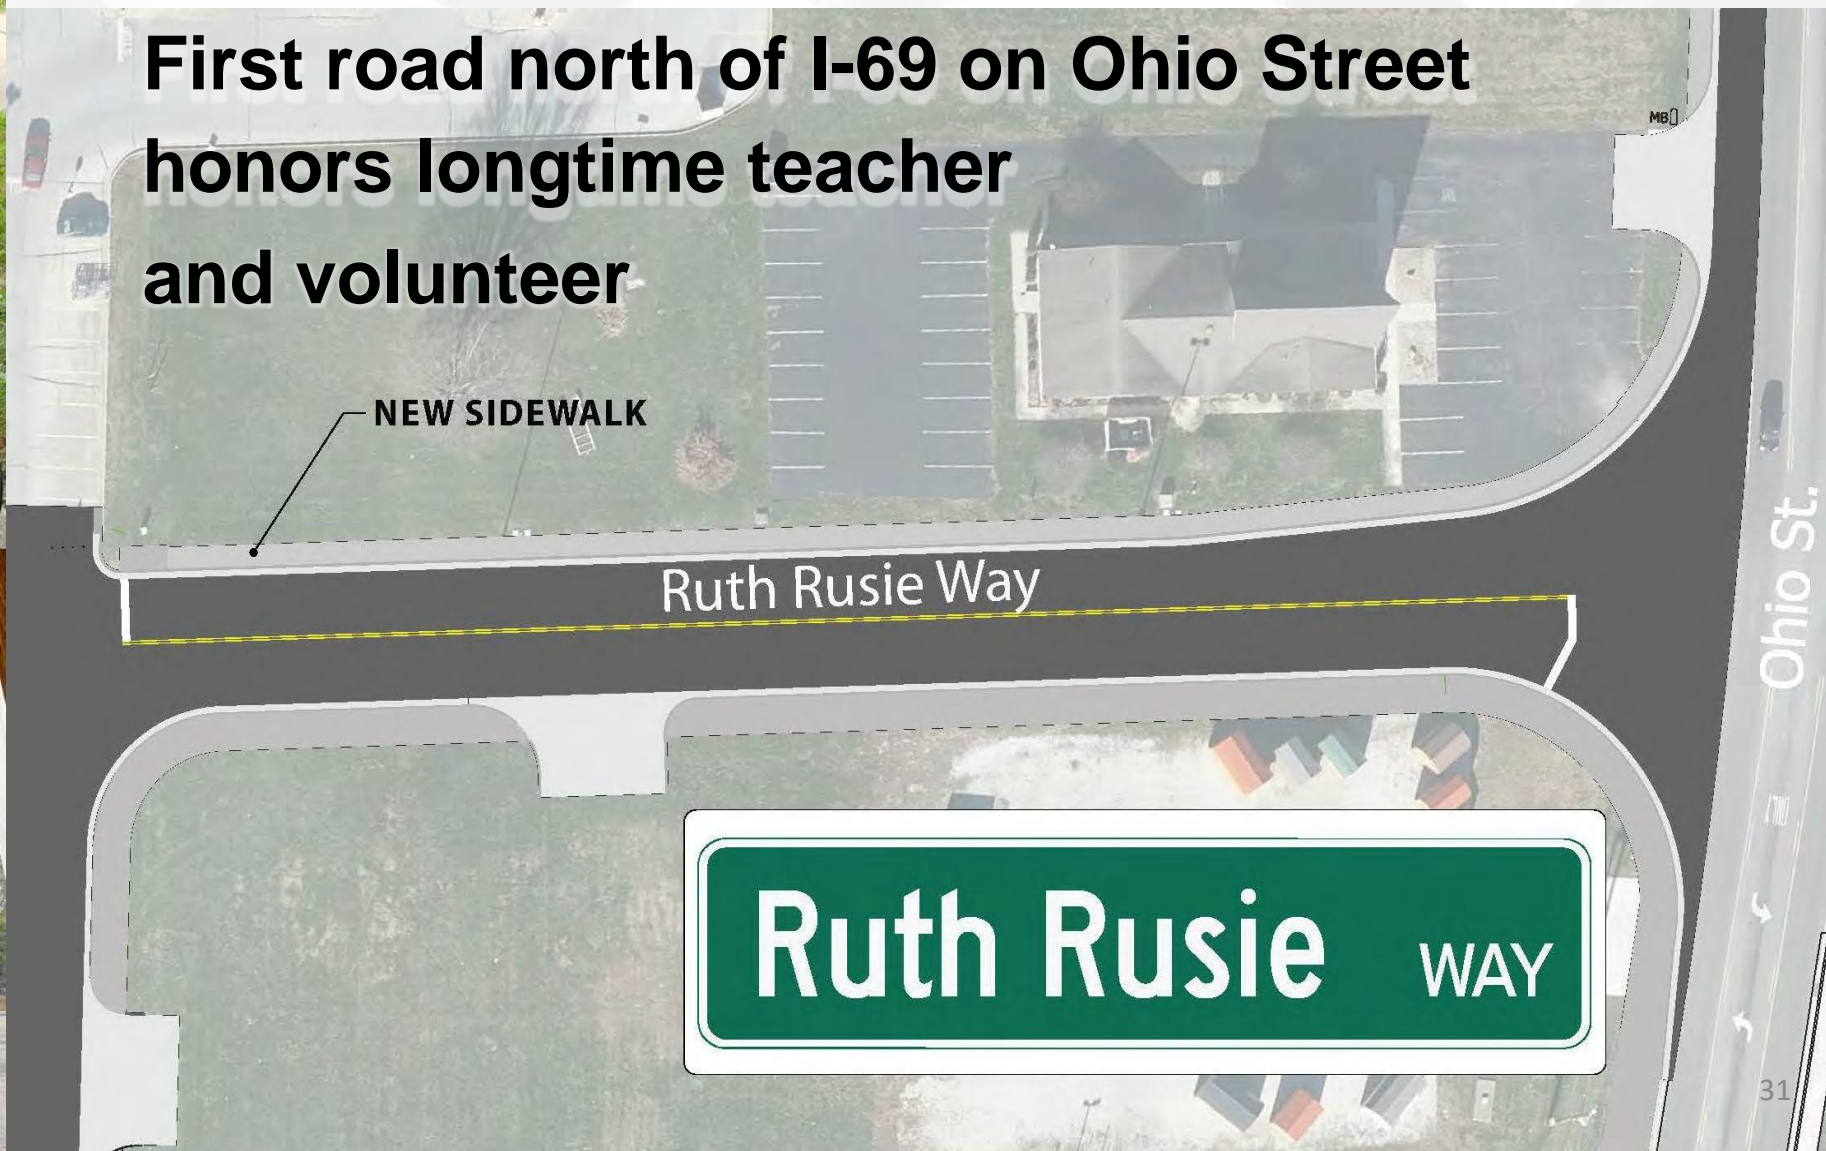 First road north of I-69 on Ohio Street
honors longtime teacher
and volunteer
MB
NEW SIDEWALK
Ruth Rusie Way
Ohio St.
Ruth Rusie WAY
31